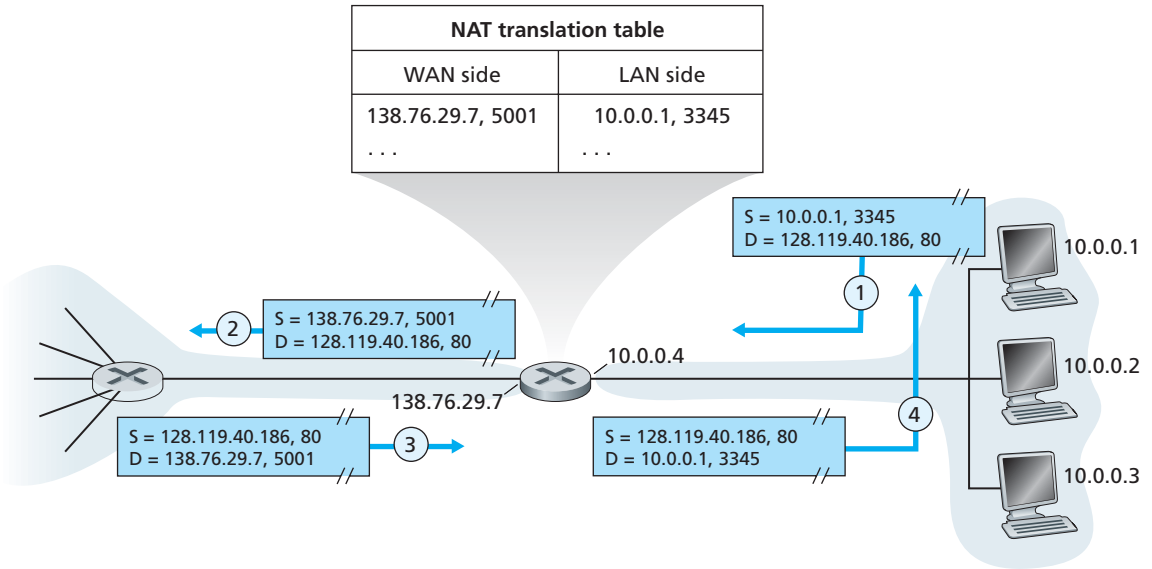 NAT translation table
WAN side
LAN side
138.76.29.7, 5001
10.0.0.1, 3345
. . .
. . .
S = 10.0.0.1, 3345
D = 128.119.40.186, 80
10.0.0.1
1
2
S = 138.76.29.7, 5001
D = 128.119.40.186, 80
10.0.0.4
10.0.0.2
138.76.29.7
S = 128.119.40.186, 80
D = 138.76.29.7, 5001
3
S = 128.119.40.186, 80
D = 10.0.0.1, 3345
4
10.0.0.3